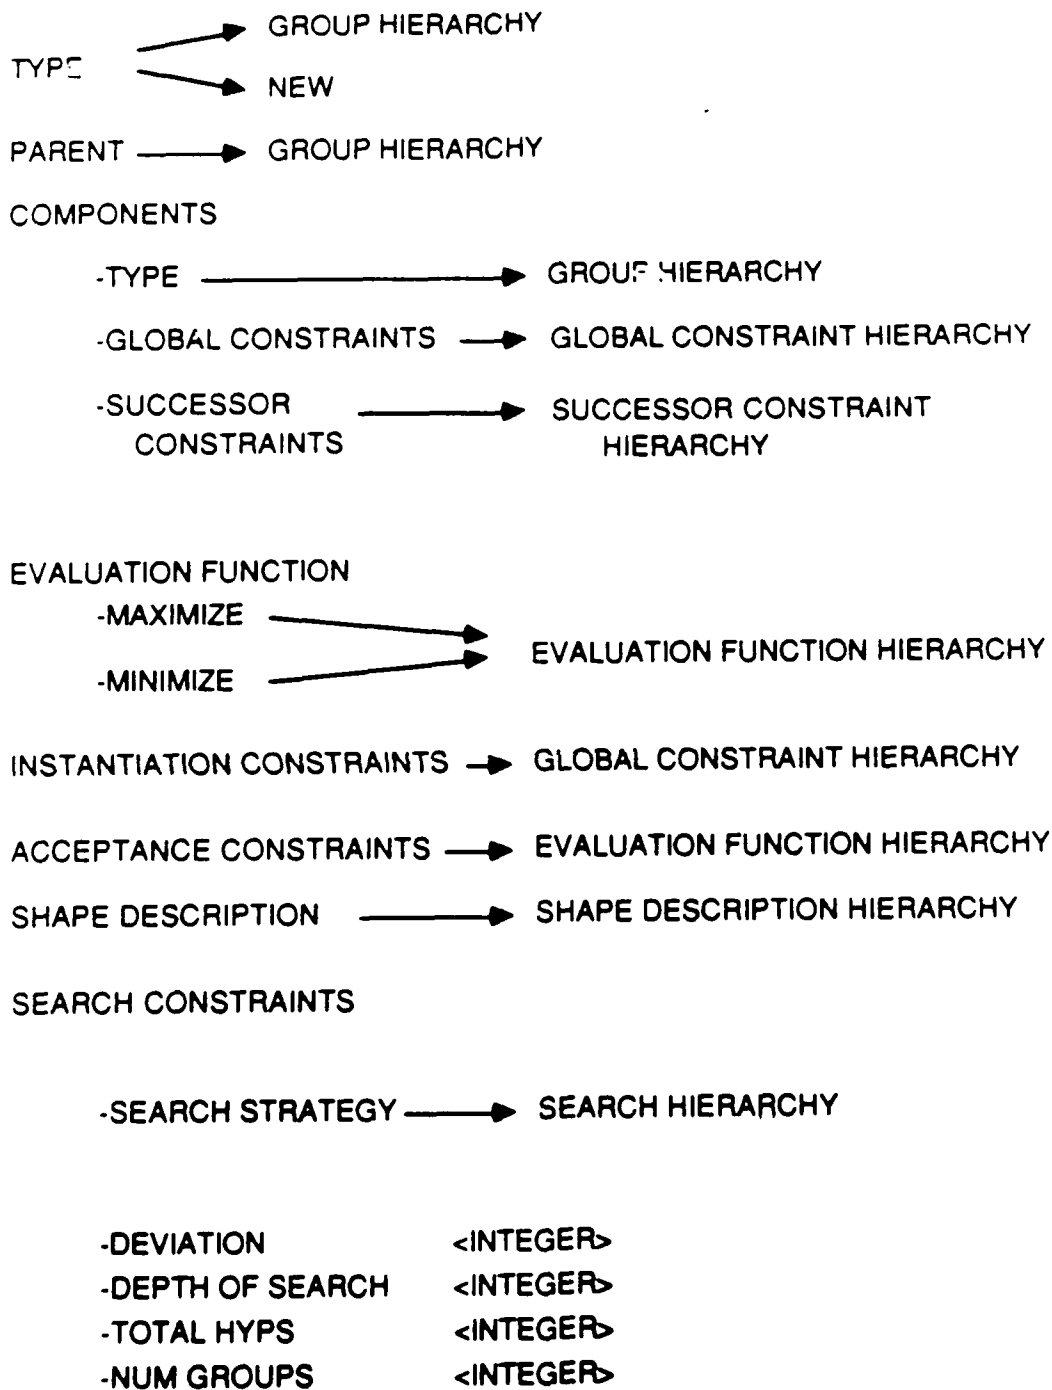 GROUP HIERARCHY
TYPE
NEW
PARENT GROUP HIERARCHY
COMPONENTS
-TYPE GROUP HIERARCHY
-GLOBAL CONSTRAINTS GLOBAL CONSTRAINT HIERARCHY
-SUCCESSOR CONSTRAINTS SUCCESSOR CONSTRAINT HIERARCHY
EVALUATION FUNCTION
-MAXIMIZE
EVALUATION FUNCTION HIERARCHY
-MINIMIZE
INSTANTIATION CONSTRAINTS GLOBAL CONSTRAINT HIERARCHY
ACCEPTANCE CONSTRAINTS EVALUATION FUNCTION HIERARCHY
SHAPE DESCRIPTION SHAPE DESCRIPTION HIERARCHY
SEARCH CONSTRAINTS
-SEARCH STRATEGY SEARCH HIERARCHY
-DEVIATION <INTEGER>
-DEPTH OF SEARCH <INTEGER>
-TOTAL HYPS <INTEGER>
-NUM GROUPS <INTEGER>